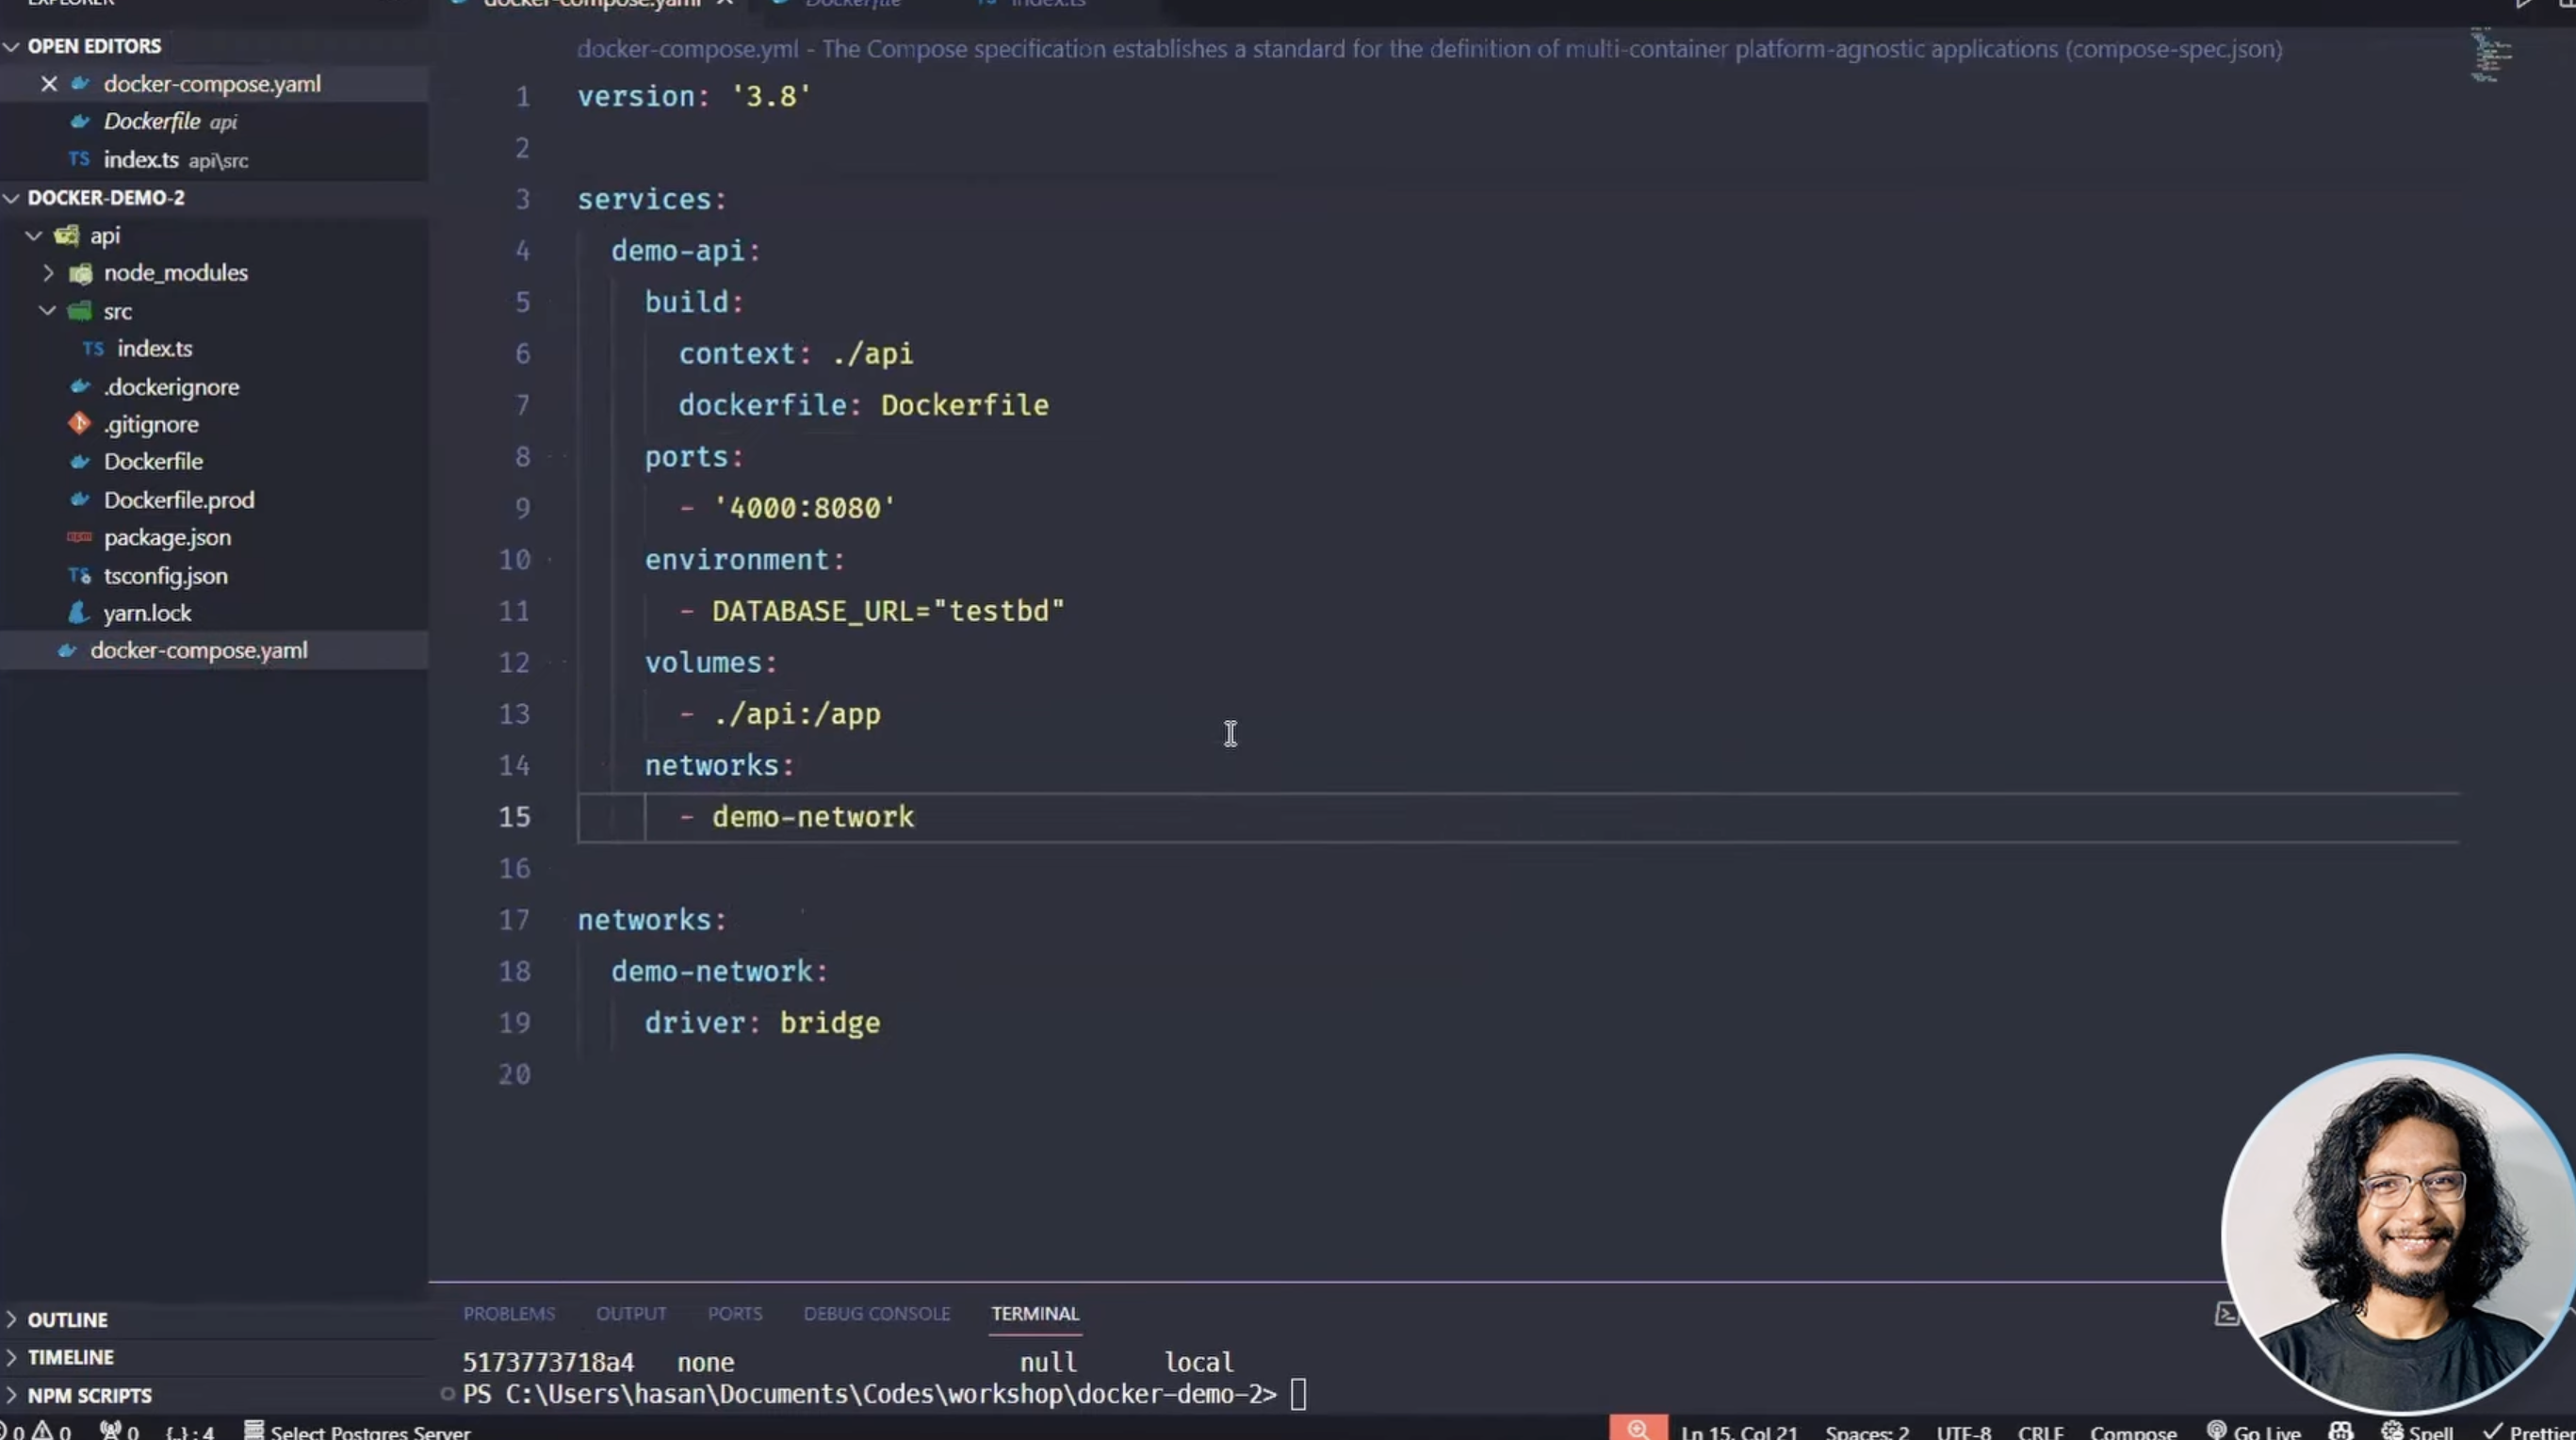 EXPLORER
OPEN EDITORS
docker-compose.yaml
Dockerfile api
index.ts api\src
DOCKER-DEMO-2
api
node_modules
src
index.ts
.dockerignore
.gitignore
Dockerfile
Dockerfile.prod
package.json
tsconfig.json
yarn.lock
docker-compose.yaml
OUTLINE
TIMELINE
NPM SCRIPTS
docker-compose.yaml Dockerfile index.ts
docker-compose.yml - The Compose specification establishes a standard for the definition of multi-container platform-agnostic applications (compose-spec.json)
1 version: '3.8'
2
3 services:
4 demo-api:
5 build:
6 context: ./api
7 dockerfile: Dockerfile
8 ports:
9 - '4000:8080'
10 environment:
11 - DATABASE_URL="testbd"
12 volumes:
13 - ./api:/app
14 networks:
15 - demo-network
16
17 networks:
18 demo-network:
19 driver: bridge
20
PROBLEMS OUTPUT PORTS DEBUG CONSOLE TERMINAL
5173773718a4 none null local
PS C:\Users\hasan\Documents\Codes\workshop\docker-demo-2>
0 0 0 {..}: 4 Select Postgres Server Ln 15, Col 21 Spaces: 2 UTF-8 CRLF Compose Go Live Spell Prettier